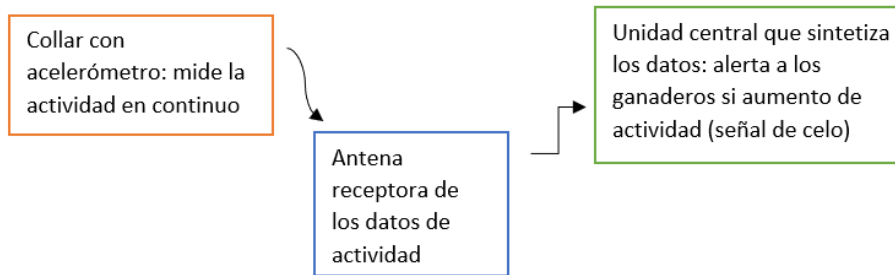 Collar con
acelerómetro: mide la
actividad en continuo
Antena
receptora de
los datos de
actividad
Unidad central que sintetiza
los datos: alerta a los
ganaderos si aumento de
actividad (señal de celo)